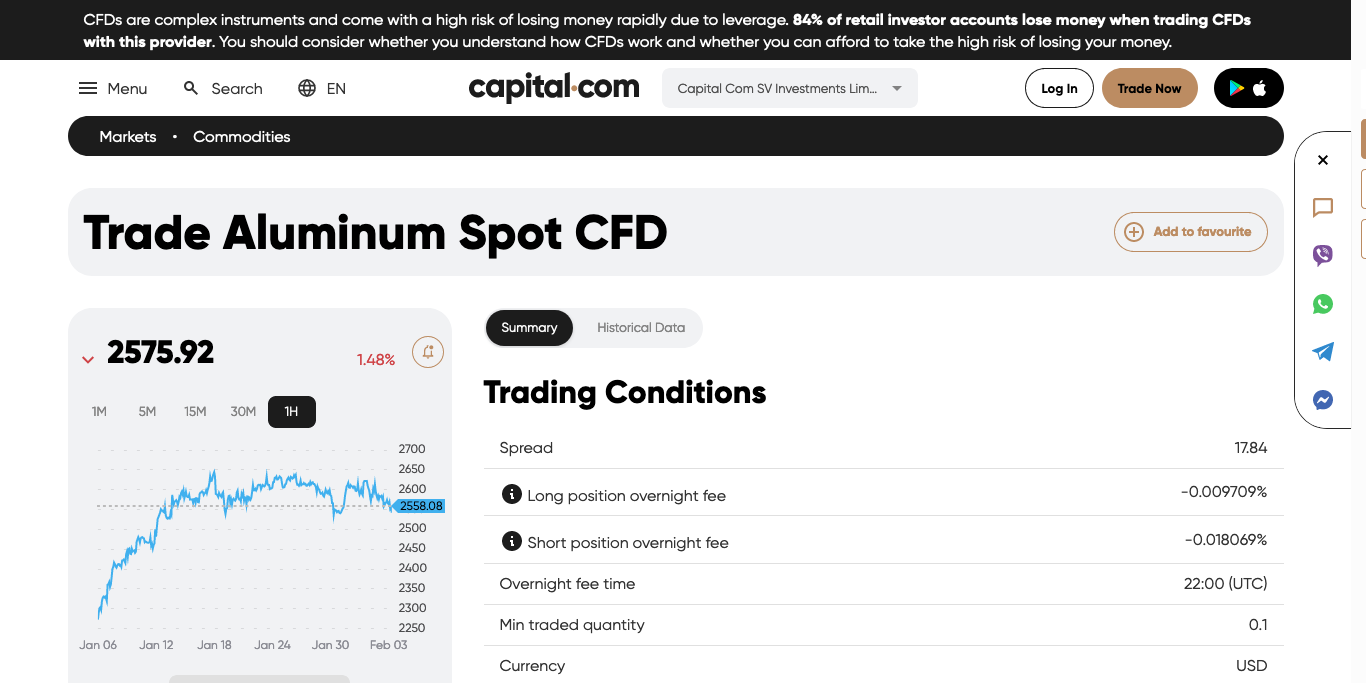 CFDs are complex instruments and come with a high risk of losing money rapidly due to leverage. 84% of retail investor accounts lose money when trading CFDs
with this provider. You should consider whether you understand how CFDs work and whether you can afford to take the high risk of losing your money.
Menu Search EN capital.com Capital Com SV Investments Lim... Log In Trade Now
Markets • Commodities
Trade Aluminum Spot CFD
Add to favourite
2575.92
1.48%
1M 5M 15M 30M 1H
2700
2650
2600
2558.08
2500
2450
2400
2350
2300
2250
Jan 06 Jan 12 Jan 18 Jan 24 Jan 30 Feb 03
Summary Historical Data
Trading Conditions
Spread 17.84
Long position overnight fee -0.009709%
Short position overnight fee -0.018069%
Overnight fee time 22:00 (UTC)
Min traded quantity 0.1
Currency USD